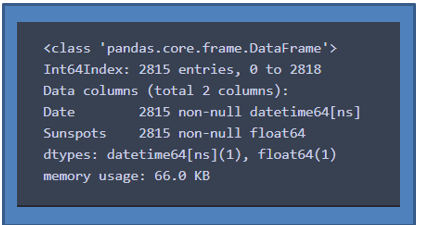 <class 'pandas.core.frame.DataFrame'>
Int64Index: 2815 entries, 0 to 2818
Data columns (total 2 columns):
Date        2815 non-null datetime64[ns]
Sunspots    2815 non-null float64
dtypes: datetime64[ns](1), float64(1)
memory usage: 66.0 KB